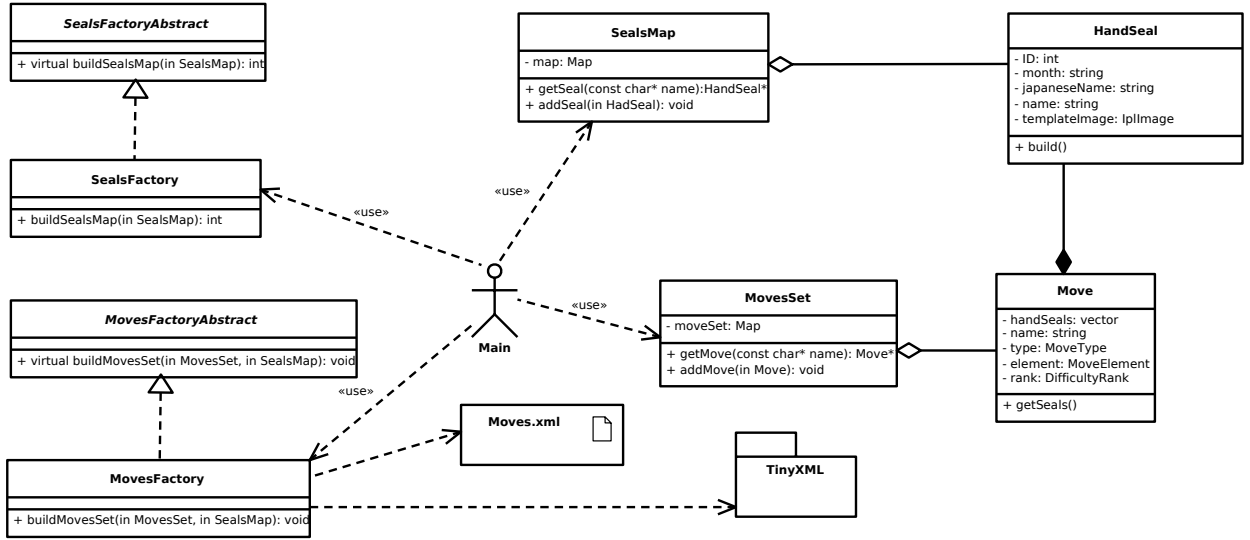 SealsFactoryAbstract
+ virtual buildSealsMap(in SealsMap): int
SealsFactory
+ buildSealsMap(in SealsMap): int
SealsMap
- map: Map
+ getSeal(const char* name):HandSeal*
+ addSeal(in HadSeal): void
HandSeal
- ID: int
- month: string
- japaneseName: string
- name: string
- templateImage: IplImage
+ build()
«use»
«use»
«use»
«use»
Main
MovesFactoryAbstract
+ virtual buildMovesSet(in MovesSet, in SealsMap): void
MovesFactory
+ buildMovesSet(in MovesSet, in SealsMap): void
MovesSet
- moveSet: Map
+ getMove(const char* name): Move*
+ addMove(in Move): void
Move
- handSeals: vector
- name: string
- type: MoveType
- element: MoveElement
- rank: DifficultyRank
+ getSeals()
Moves.xml
TinyXML